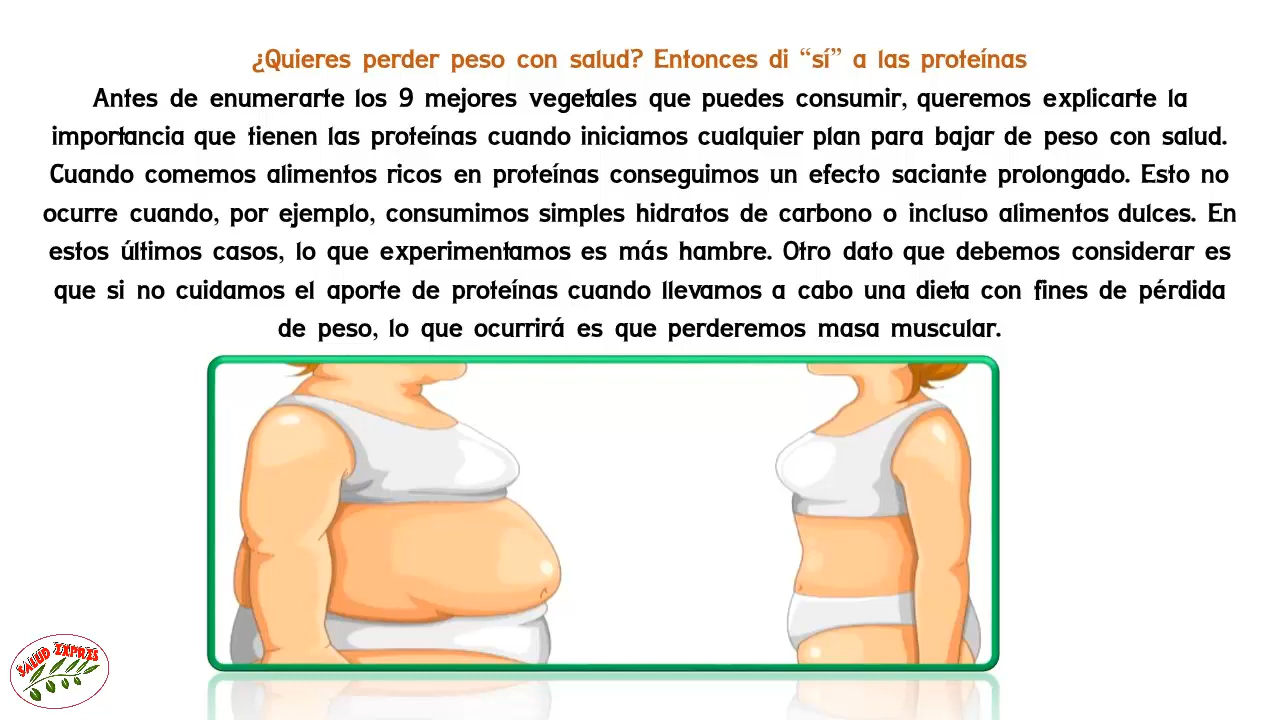 ¿Quieres perder peso con salud? Entonces di “sí” a las proteínas
Antes de enumerarte los 9 mejores vegetales que puedes consumir, queremos explicarte la
importancia que tienen las proteínas cuando iniciamos cualquier plan para bajar de peso con salud.
Cuando comemos alimentos ricos en proteínas conseguimos un efecto saciante prolongado. Esto no
ocurre cuando, por ejemplo, consumimos simples hidratos de carbono o incluso alimentos dulces. En
estos últimos casos, lo que experimentamos es más hambre. Otro dato que debemos considerar es
que si no cuidamos el aporte de proteínas cuando llevamos a cabo una dieta con fines de pérdida
de peso, lo que ocurrirá es que perderemos masa muscular.
SALUD EXPRES